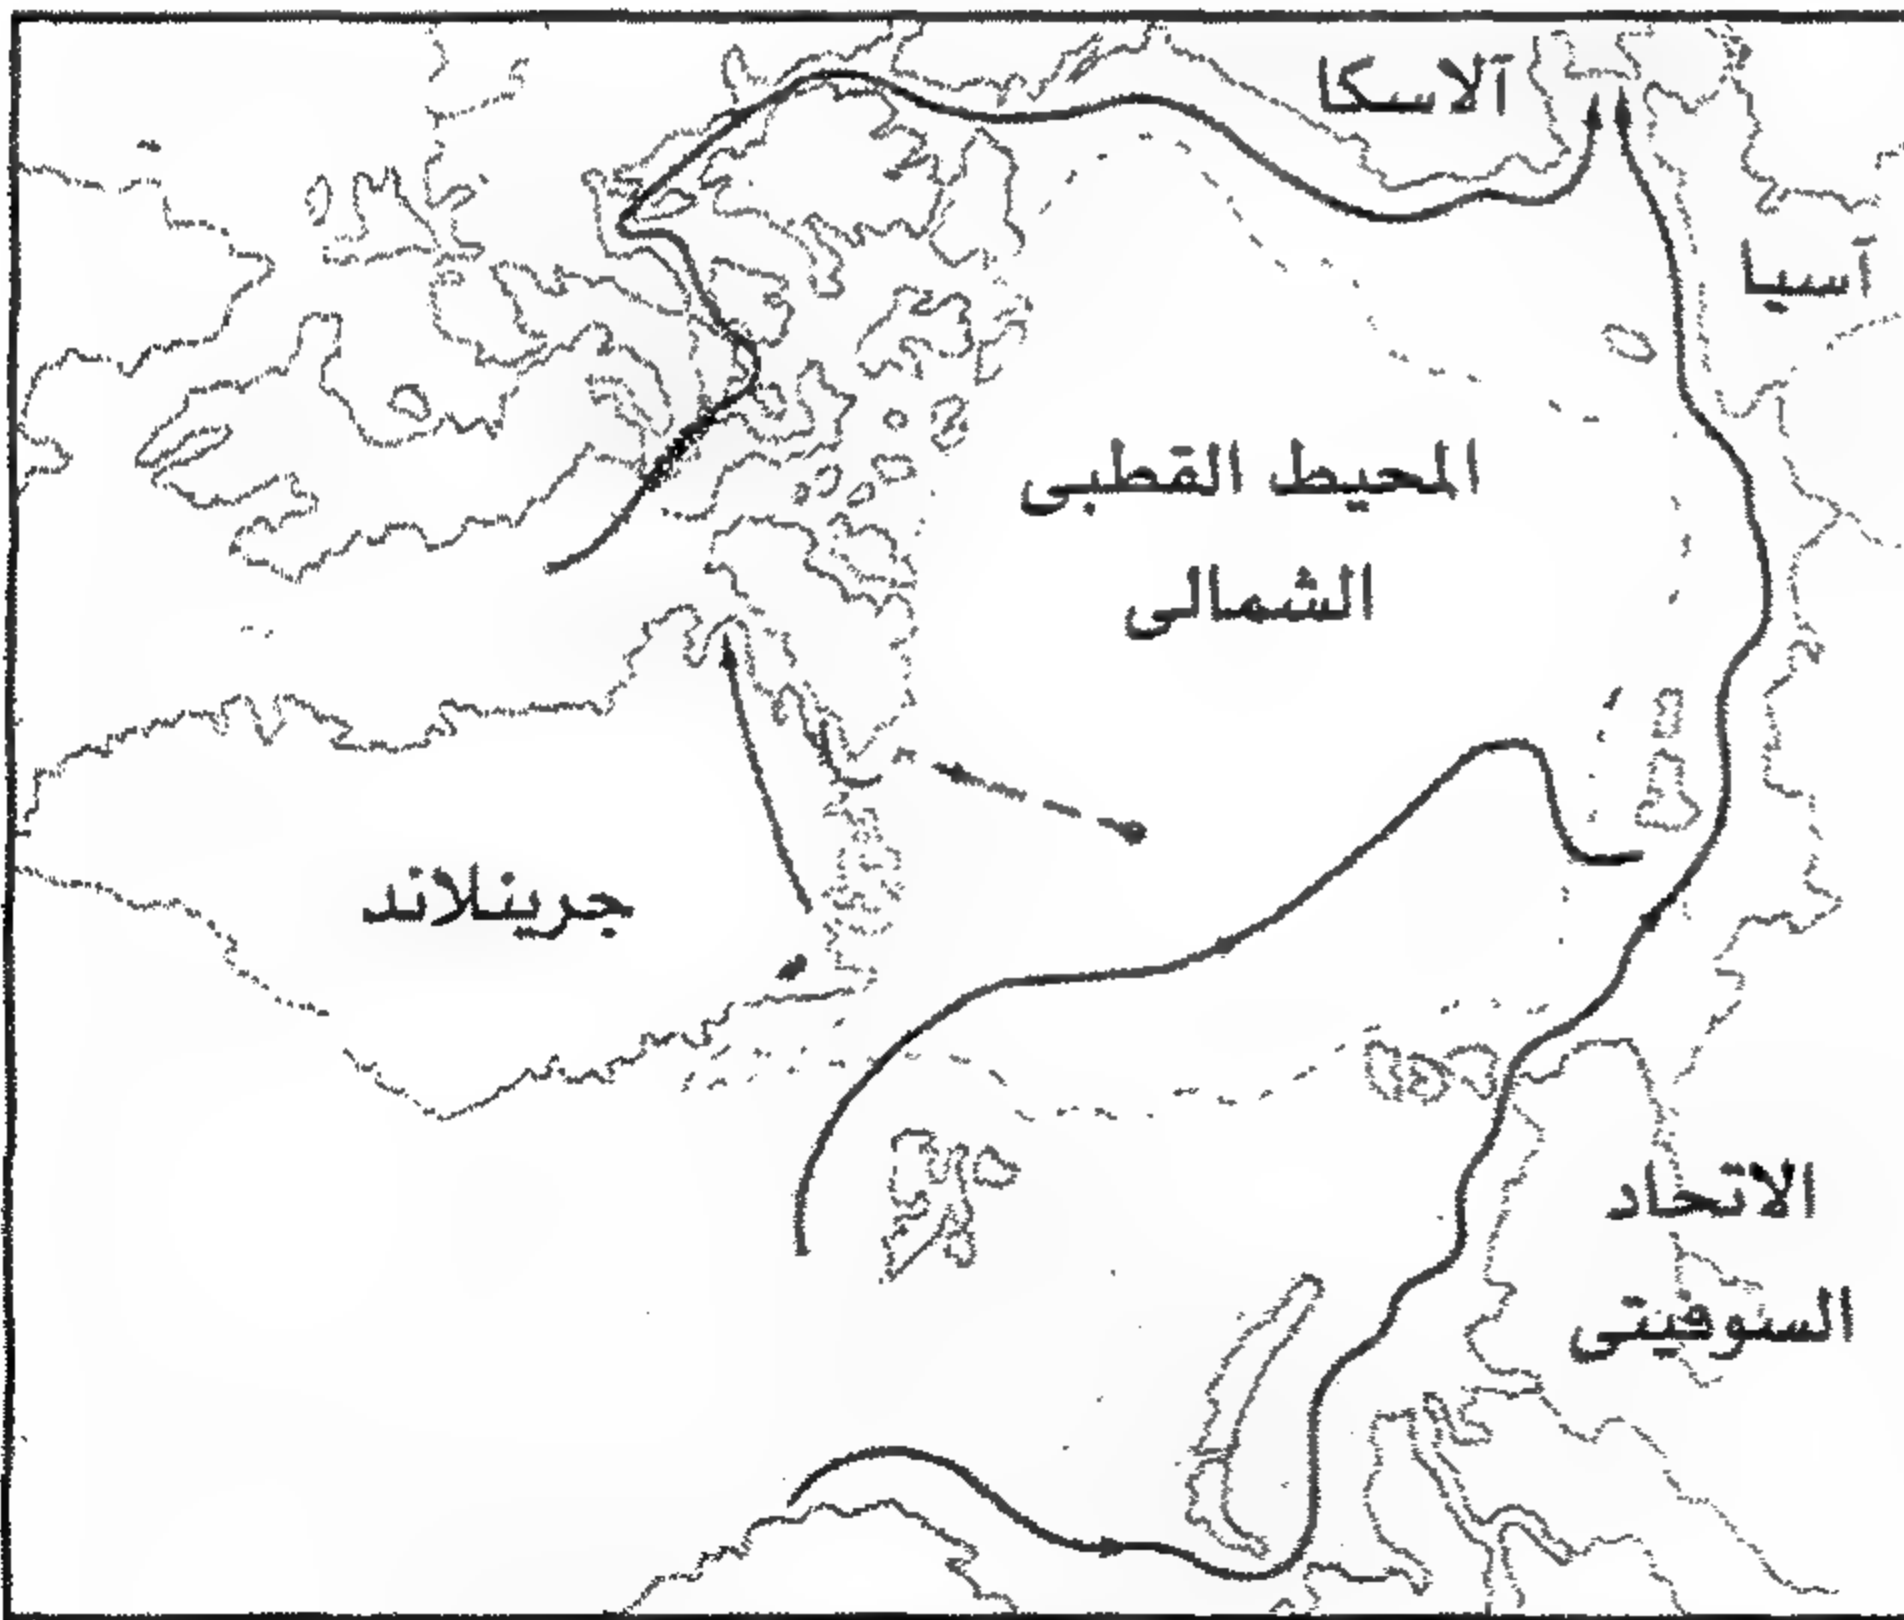 آلاسكا
آسيا
المحيط القطبى
الشمالى
جرينلاند
الاتحاد
السوفيتى